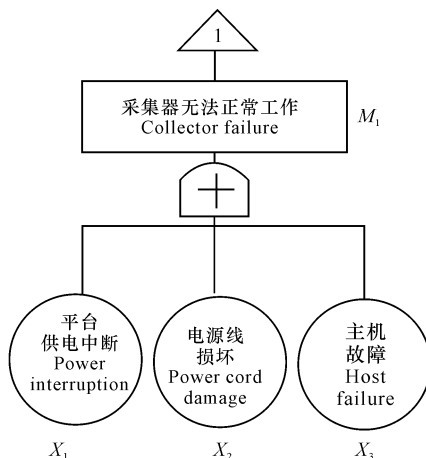 1
采集器无法正常工作
Collector failure
M₁
+
平台
供电中断
Power
interruption
电源线
损坏
Power cord
damage
主机
故障
Host
failure
X₁
X₂
X₃